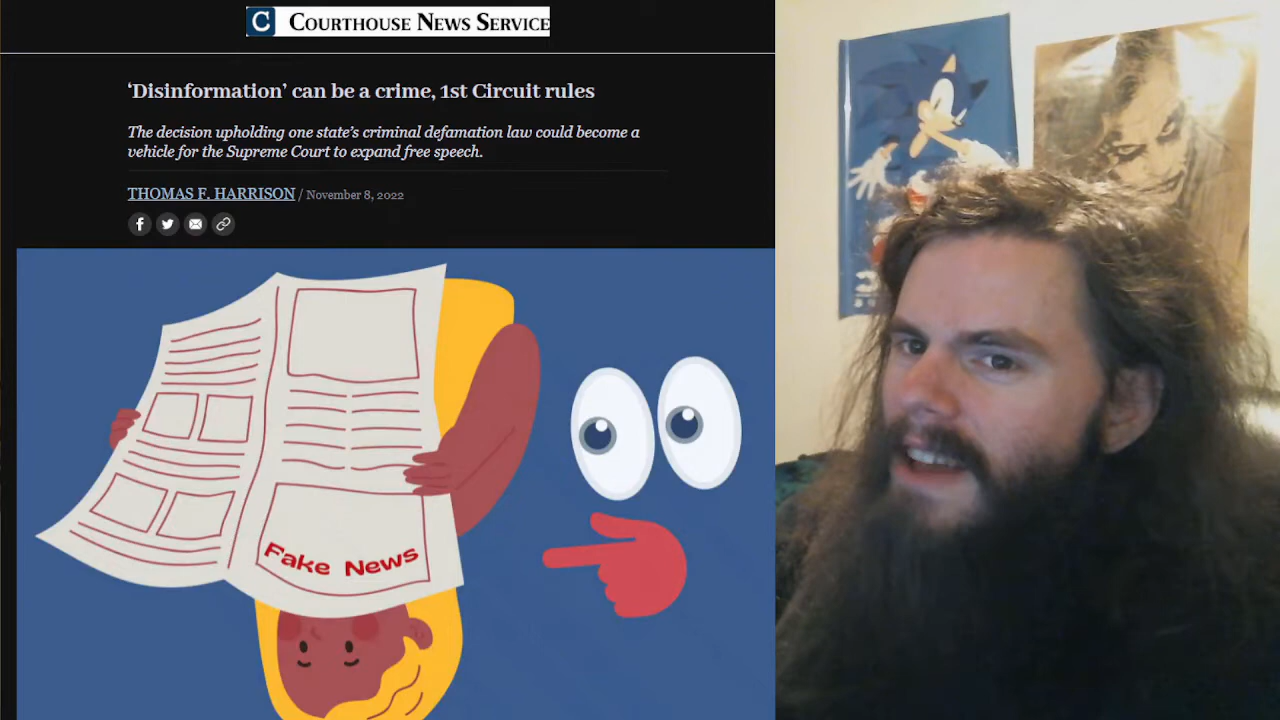 C COURTHOUSE NEWS SERVICE
‘Disinformation’ can be a crime, 1st Circuit rules
The decision upholding one state’s criminal defamation law could become a
vehicle for the Supreme Court to expand free speech.
THOMAS F. HARRISON / November 8, 2022
Fake News